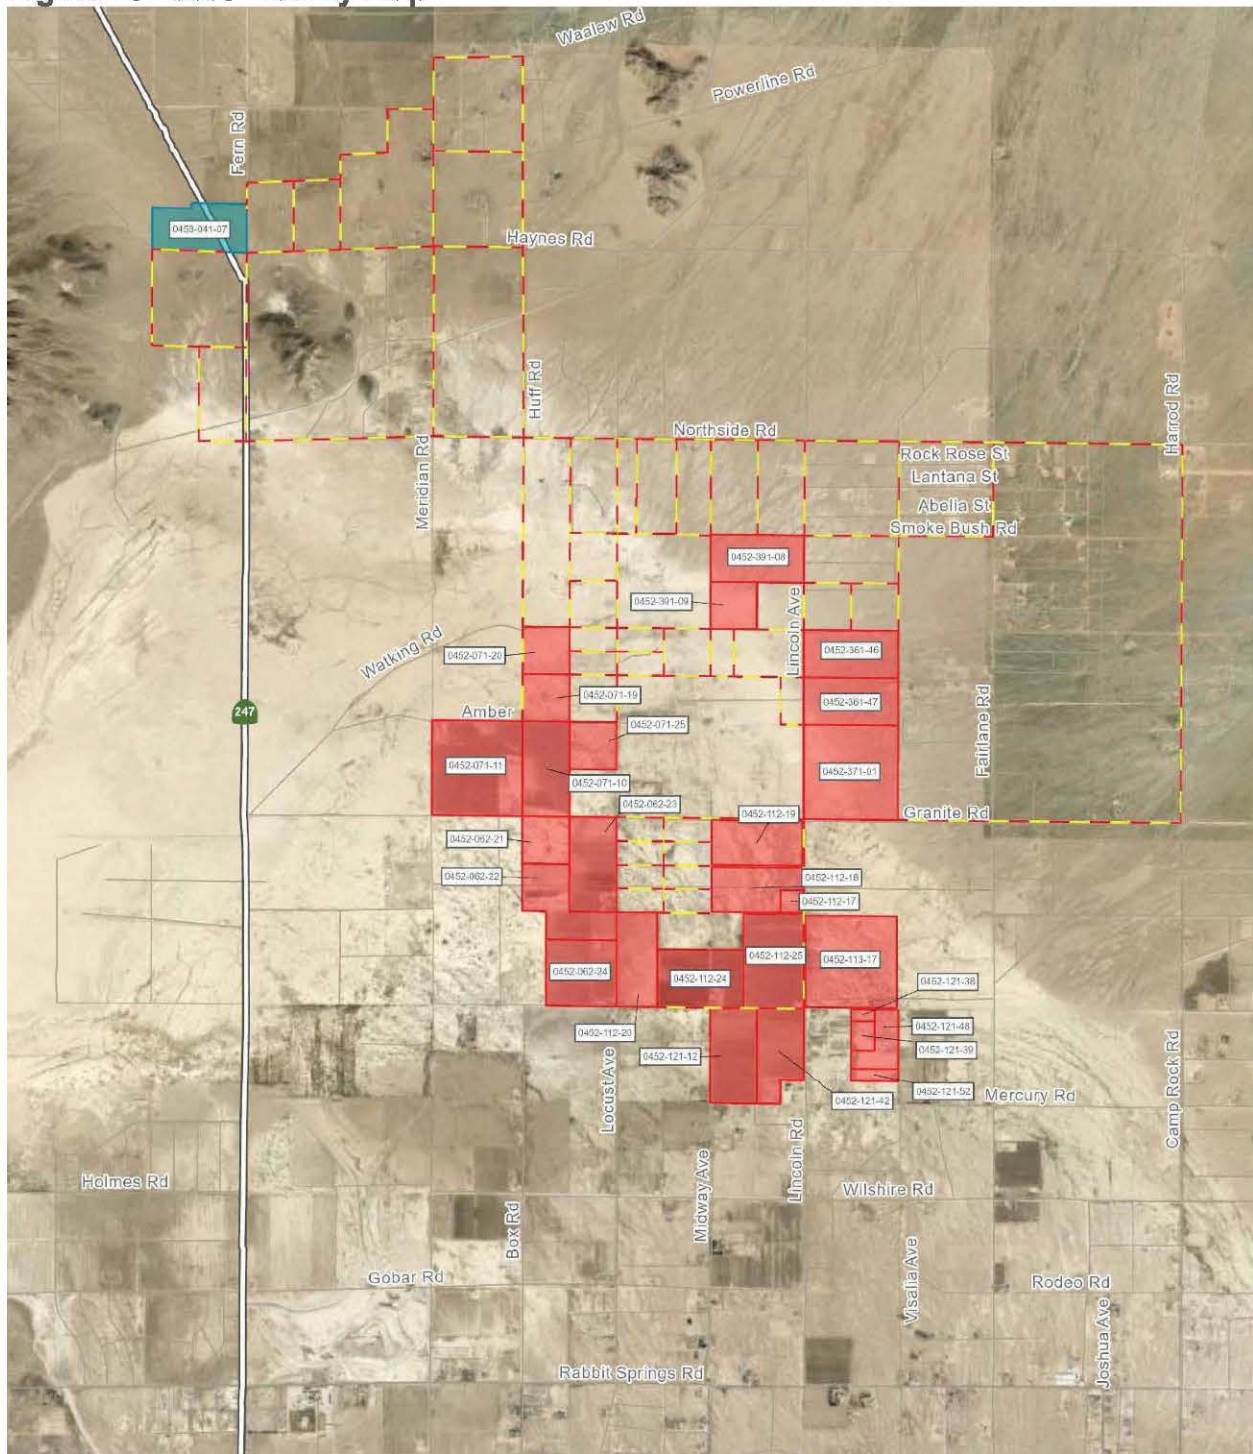 Waalew Rd
Powerline Rd
Fern Rd
0453-041-07
Haynes Rd
Huff Rd
Harrod Rd
Northside Rd
Meridian Rd
Rock Rose St
Lantana St
Abelia St
Smoke Bush Rd
0452-391-08
0452-391-09
Lincoln Ave
Watking Rd
0452-071-20
0452-361-46
0452-071-19
0452-361-47
247
Amber
0452-071-25
Fairlane Rd
0452-071-11
0452-371-01
0452-071-10
0452-062-23
0452-112-19
Granite Rd
0452-062-21
0452-062-22
0452-112-18
0452-112-17
0452-112-25
0452-113-17
0452-062-24
0452-112-24
0452-121-38
0452-121-48
0452-112-20
0452-121-39
0452-121-12
0452-121-52
0452-121-42
Mercury Rd
Locust Ave
Camp Rock Rd
Midway Ave
Lincoln Rd
Holmes Rd
Wilshire Rd
Box Rd
Visalia Ave
Gobar Rd
Rodeo Rd
Joshua Ave
Rabbit Springs Rd